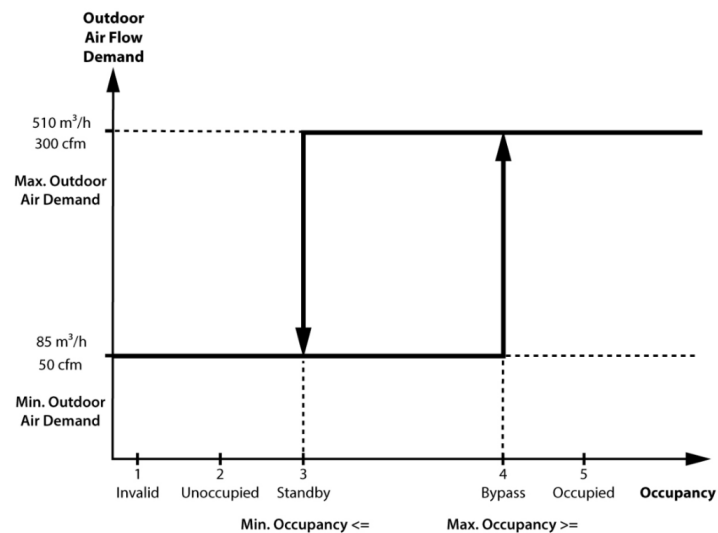 Outdoor
Air Flow
Demand
510 m³/h
300 cfm
Max. Outdoor
Air Demand
85 m³/h
50 cfm
Min. Outdoor
Air Demand
1 2 3 4 5
Invalid Unoccupied Standby Bypass Occupied Occupancy
Min. Occupancy <= Max. Occupancy >=